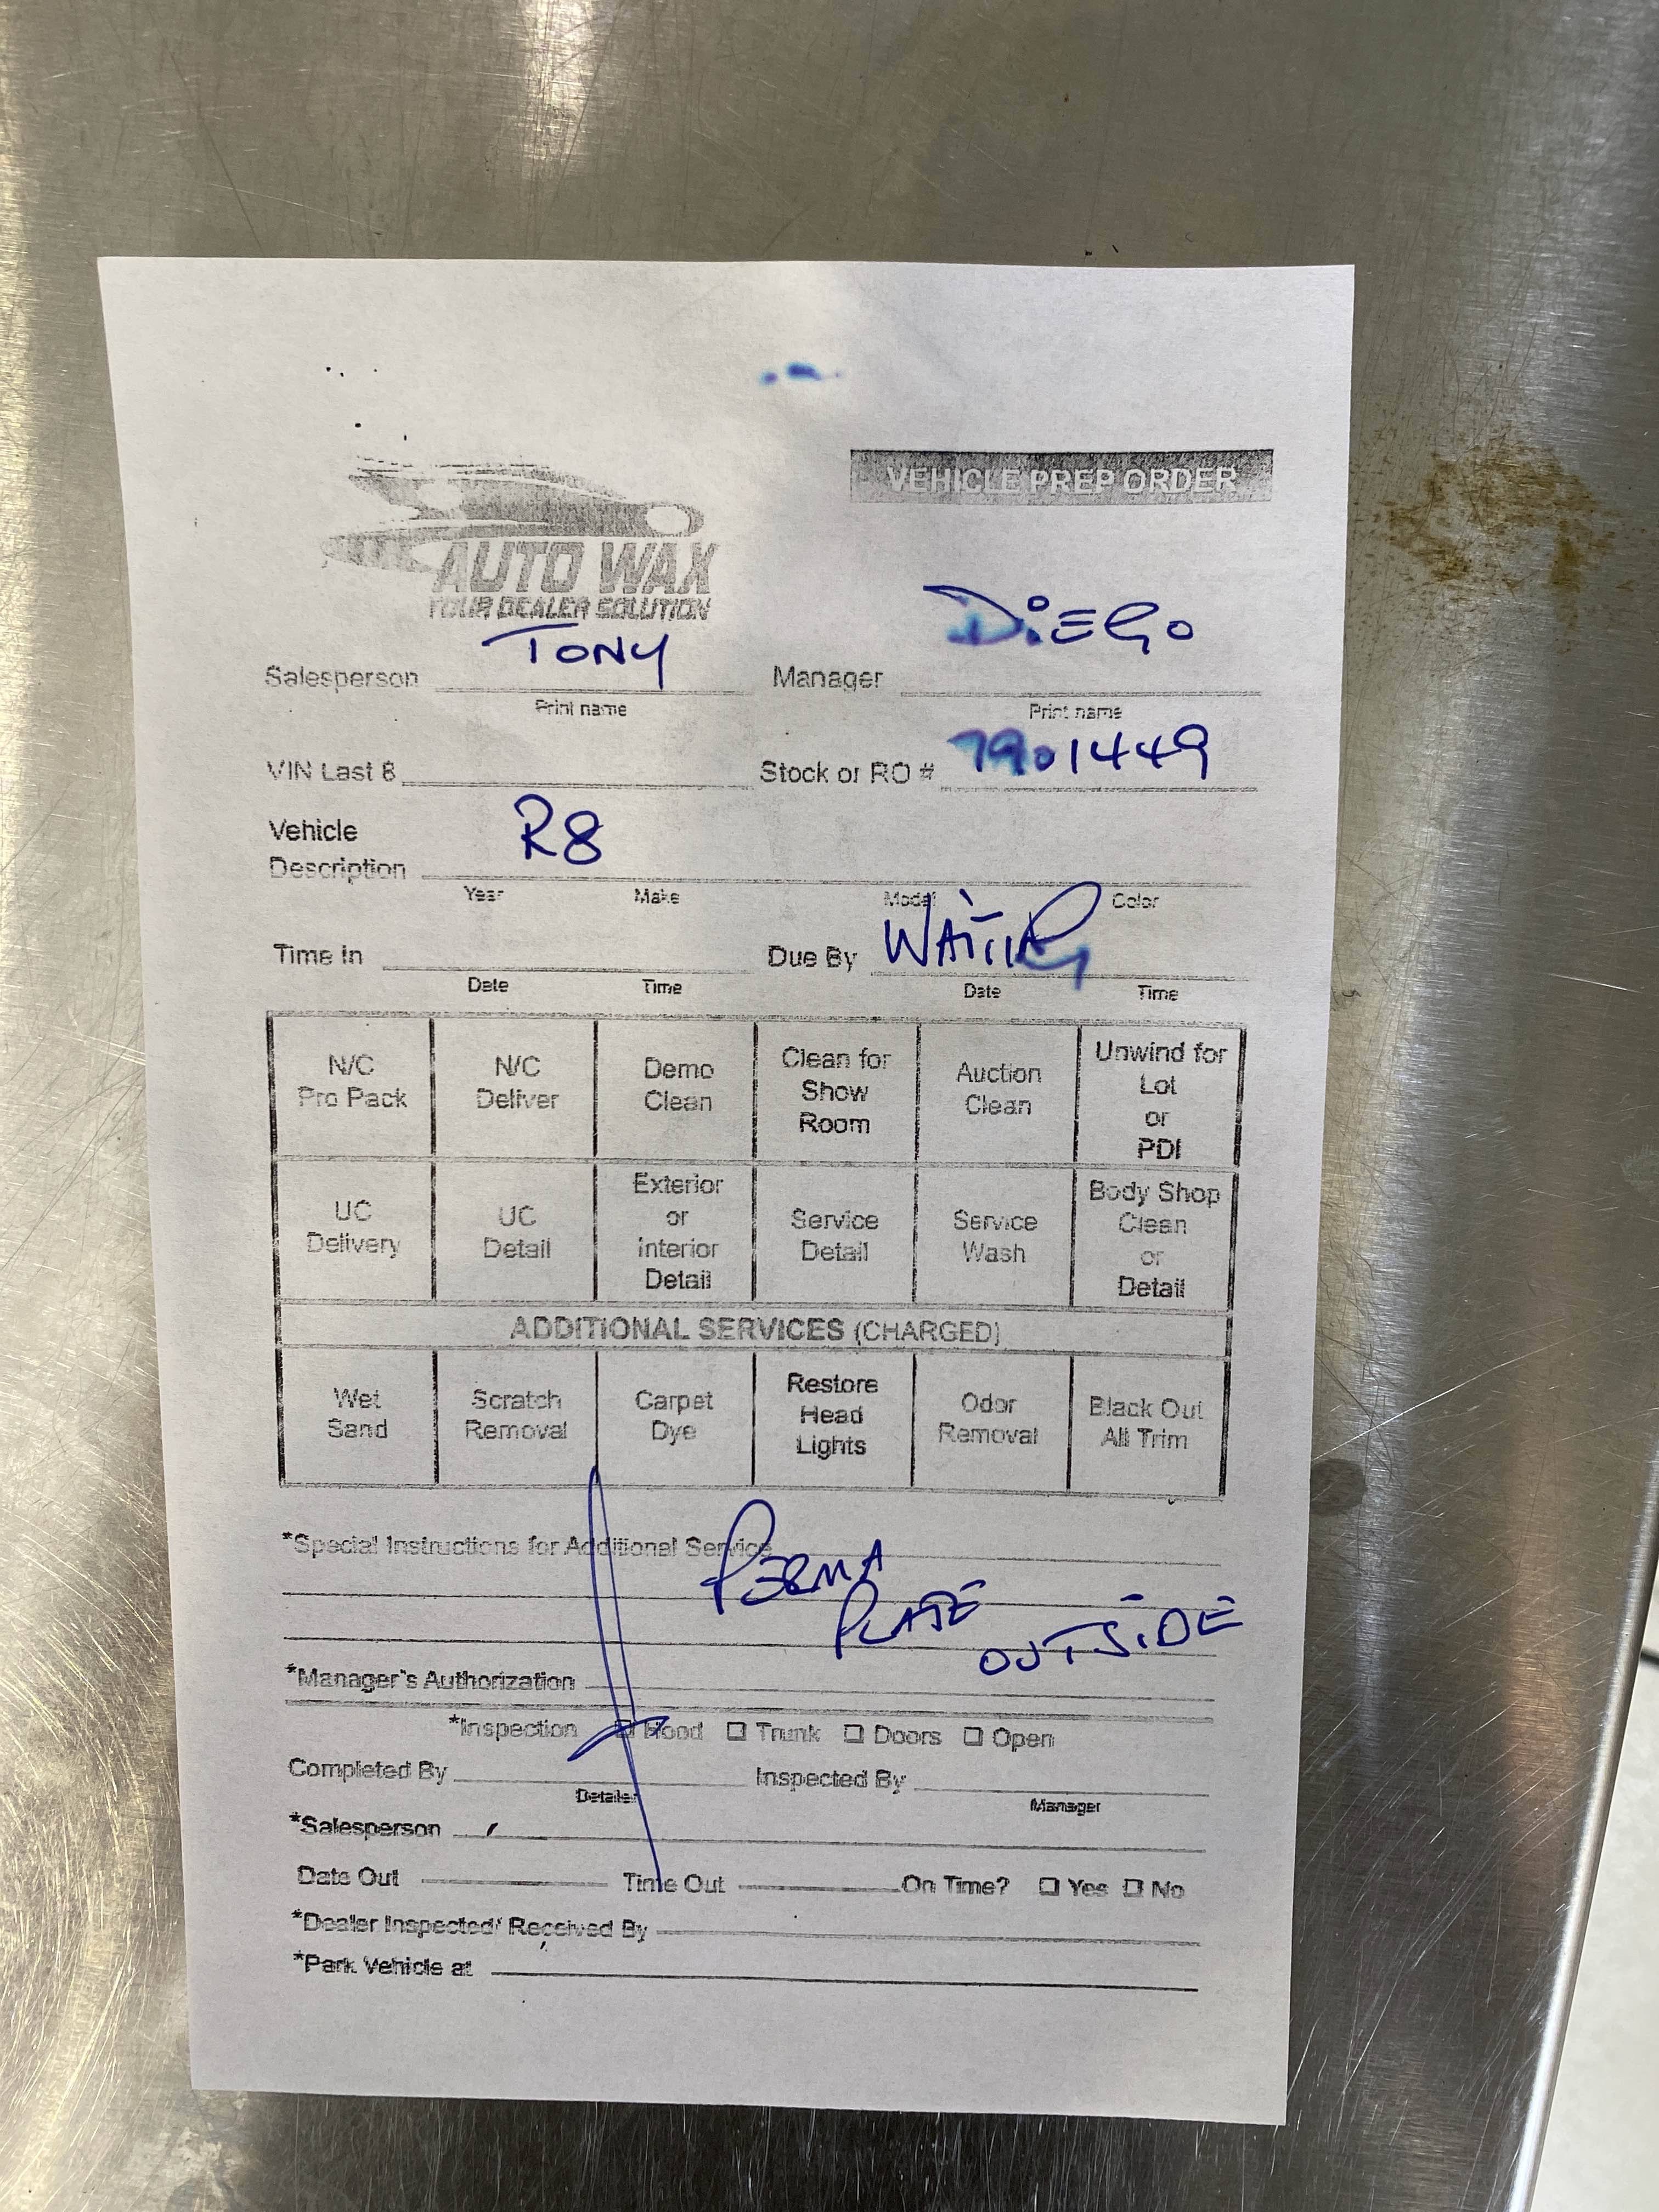 VEHICLE PREP ORDER
AUTO WAX
YOUR DEALER SOLUTION
Salesperson TONY Manager DiEGO
Print name Print name
VIN Last 8 Stock or RO # 7901449
Vehicle
Description R8
Year Make Model Color
Time In Due By WAITING
Date Time Date Time
N/C Pro Pack N/C Deliver Demo Clean Clean for Show Room Auction Clean Unwind for Lot or PDI
UC Delivery UC Detail Exterior or Interior Detail Service Detail Service Wash Body Shop Clean or Detail
ADDITIONAL SERVICES (CHARGED)
Wet Sand Scratch Removal Carpet Dye Restore Head Lights Odor Removal Black Out All Trim
*Special Instructions for Additional Service
PERMA
PLATE OUTSiDE
*Manager's Authorization
*Inspection Hood Trunk Doors Open
Completed By Inspected By
Detailer Manager
*Salesperson
Date Out Time Out On Time? Yes No
*Dealer Inspected/ Received By
*Park Vehicle at